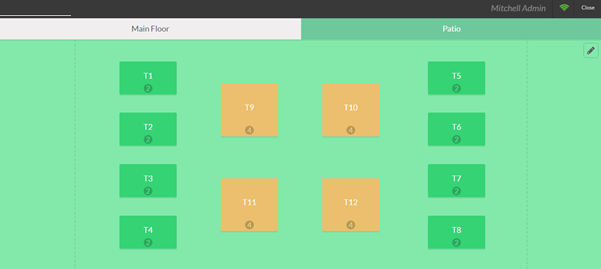 Mitchell Admin Close
Main Floor Patio
T1 T5
2 2
T9 T10
4 4
T2 T6
2 2
T3 T7
2 2
T11 T12
4 4
T4 T8
2 2